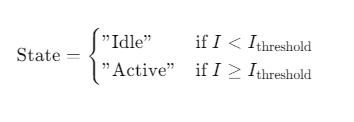 State = { "Idle" if I < I_threshold
"Active" if I ≥ I_threshold